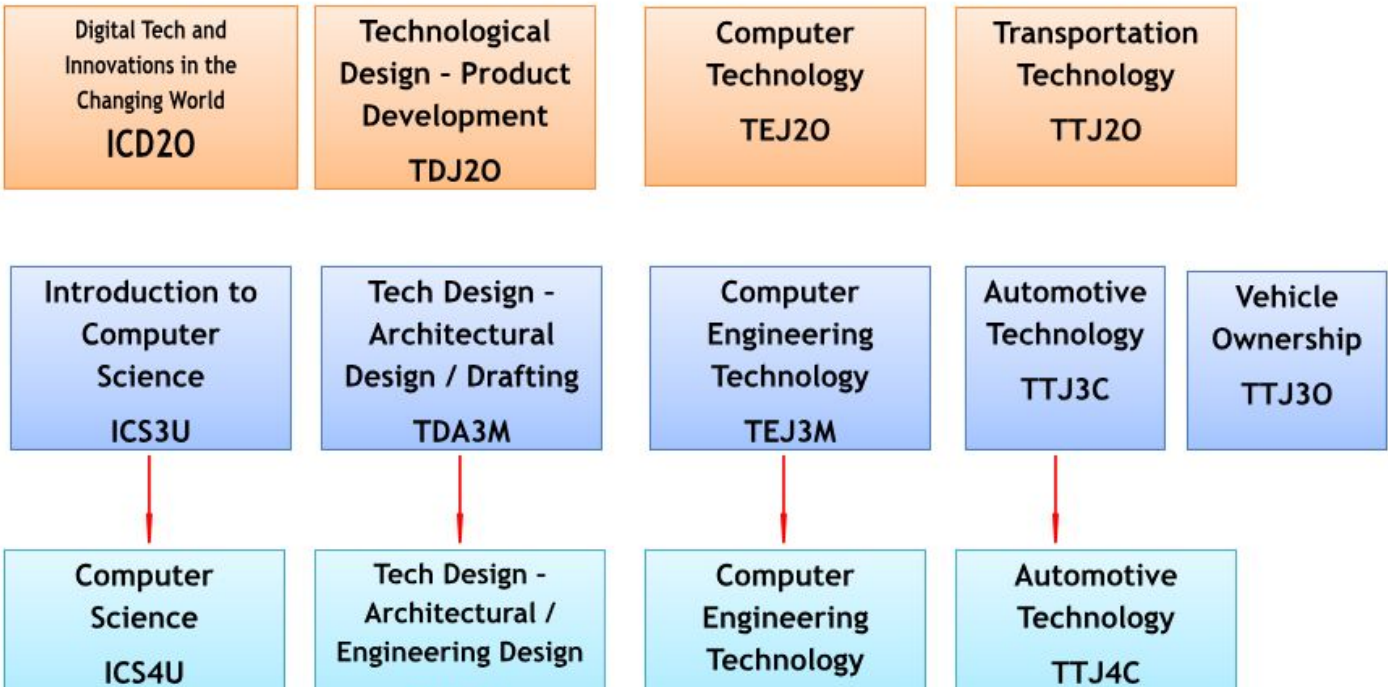 Digital Tech and
Innovations in the
Changing World
ICD2O
Technological
Design - Product
Development
TDJ2O
Computer
Technology
TEJ2O
Transportation
Technology
TTJ2O
Introduction to
Computer
Science
ICS3U
Tech Design -
Architectural
Design / Drafting
TDA3M
Computer
Engineering
Technology
TEJ3M
Automotive
Technology
TTJ3C
Vehicle
Ownership
TTJ3O
Computer
Science
ICS4U
Tech Design -
Architectural /
Engineering Design
Computer
Engineering
Technology
Automotive
Technology
TTJ4C